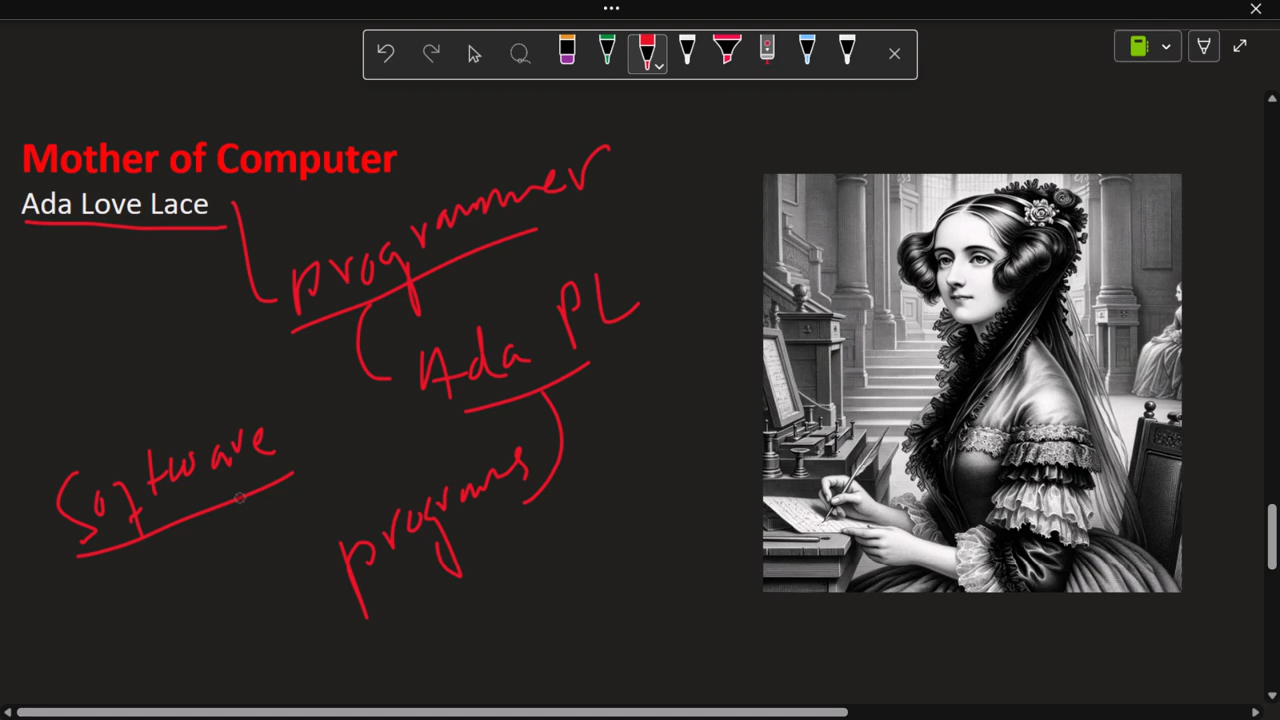 Mother of Computer
Ada Love Lace
programmer
Ada PL
Software
programs